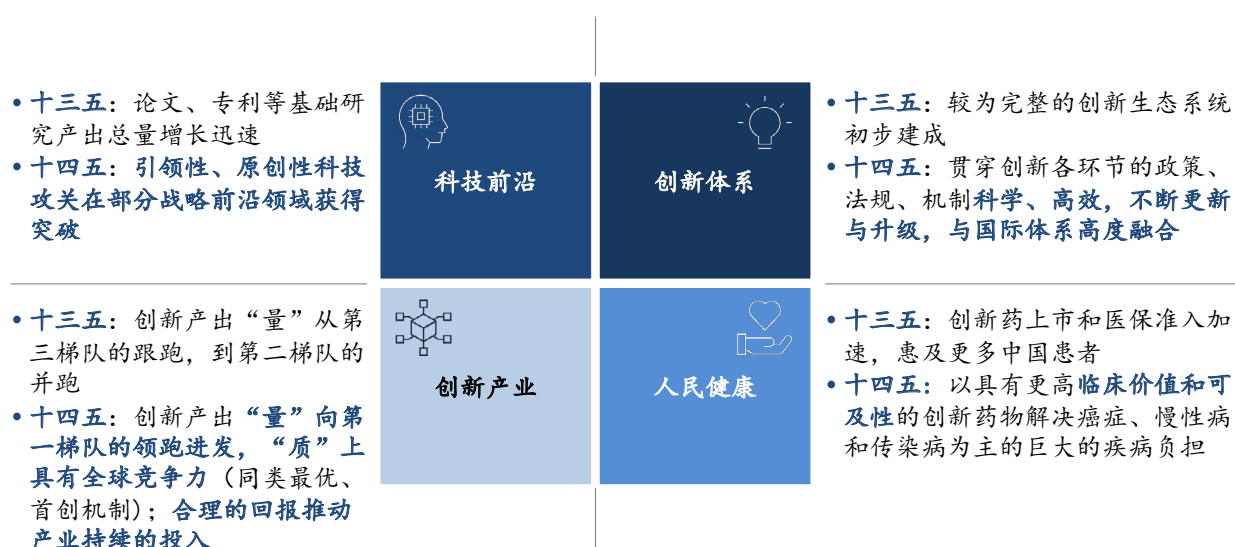 • 十三五：论文、专利等基础研
究产出总量增长迅速
• 十四五：引领性、原创性科技
攻关在部分战略前沿领域获得
突破
科技前沿
创新体系
• 十三五：较为完整的创新生态系统
初步建成
• 十四五：贯穿创新各环节的政策、
法规、机制科学、高效，不断更新
与升级，与国际体系高度融合
• 十三五：创新产出“量”从第
三梯队的跟跑，到第二梯队的
并跑
• 十四五：创新产出“量”向第
一梯队的领跑进发，“质”上
具有全球竞争力（同类最优、
首创机制）；合理的回报推动
产业持续的投入
创新产业
人民健康
• 十三五：创新药上市和医保准入加
速，惠及更多中国患者
• 十四五：以具有更高临床价值和可
及性的创新药物解决癌症、慢性病
和传染病为主的巨大的疾病负担